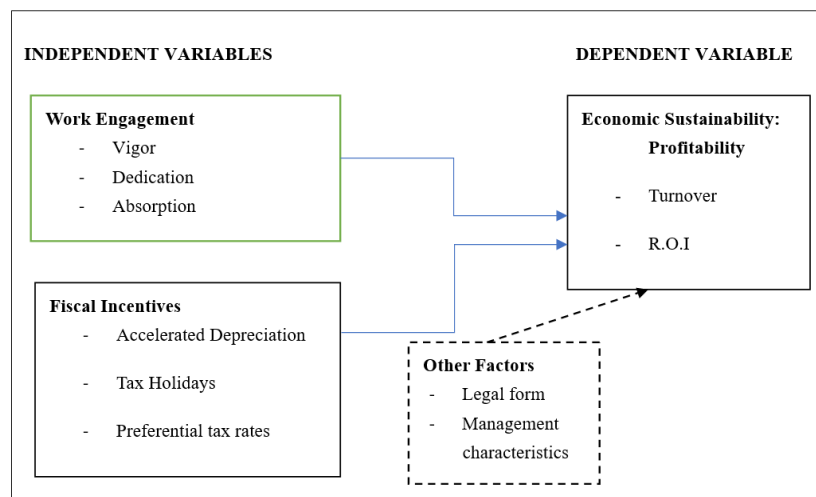 INDEPENDENT VARIABLES
DEPENDENT VARIABLE
Work Engagement
- Vigor
- Dedication
- Absorption
Economic Sustainability:
Profitability
- Turnover
- R.O.I
Fiscal Incentives
- Accelerated Depreciation
- Tax Holidays
- Preferential tax rates
Other Factors
- Legal form
- Management
characteristics